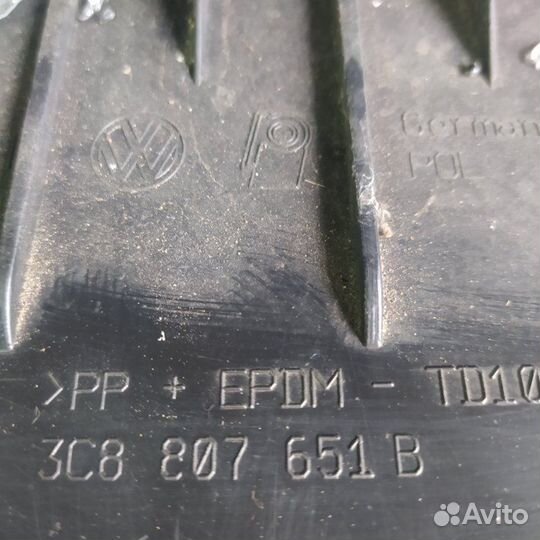 German
POL
>PP + EPDM - TD10
3C8 807 651 B
Avito